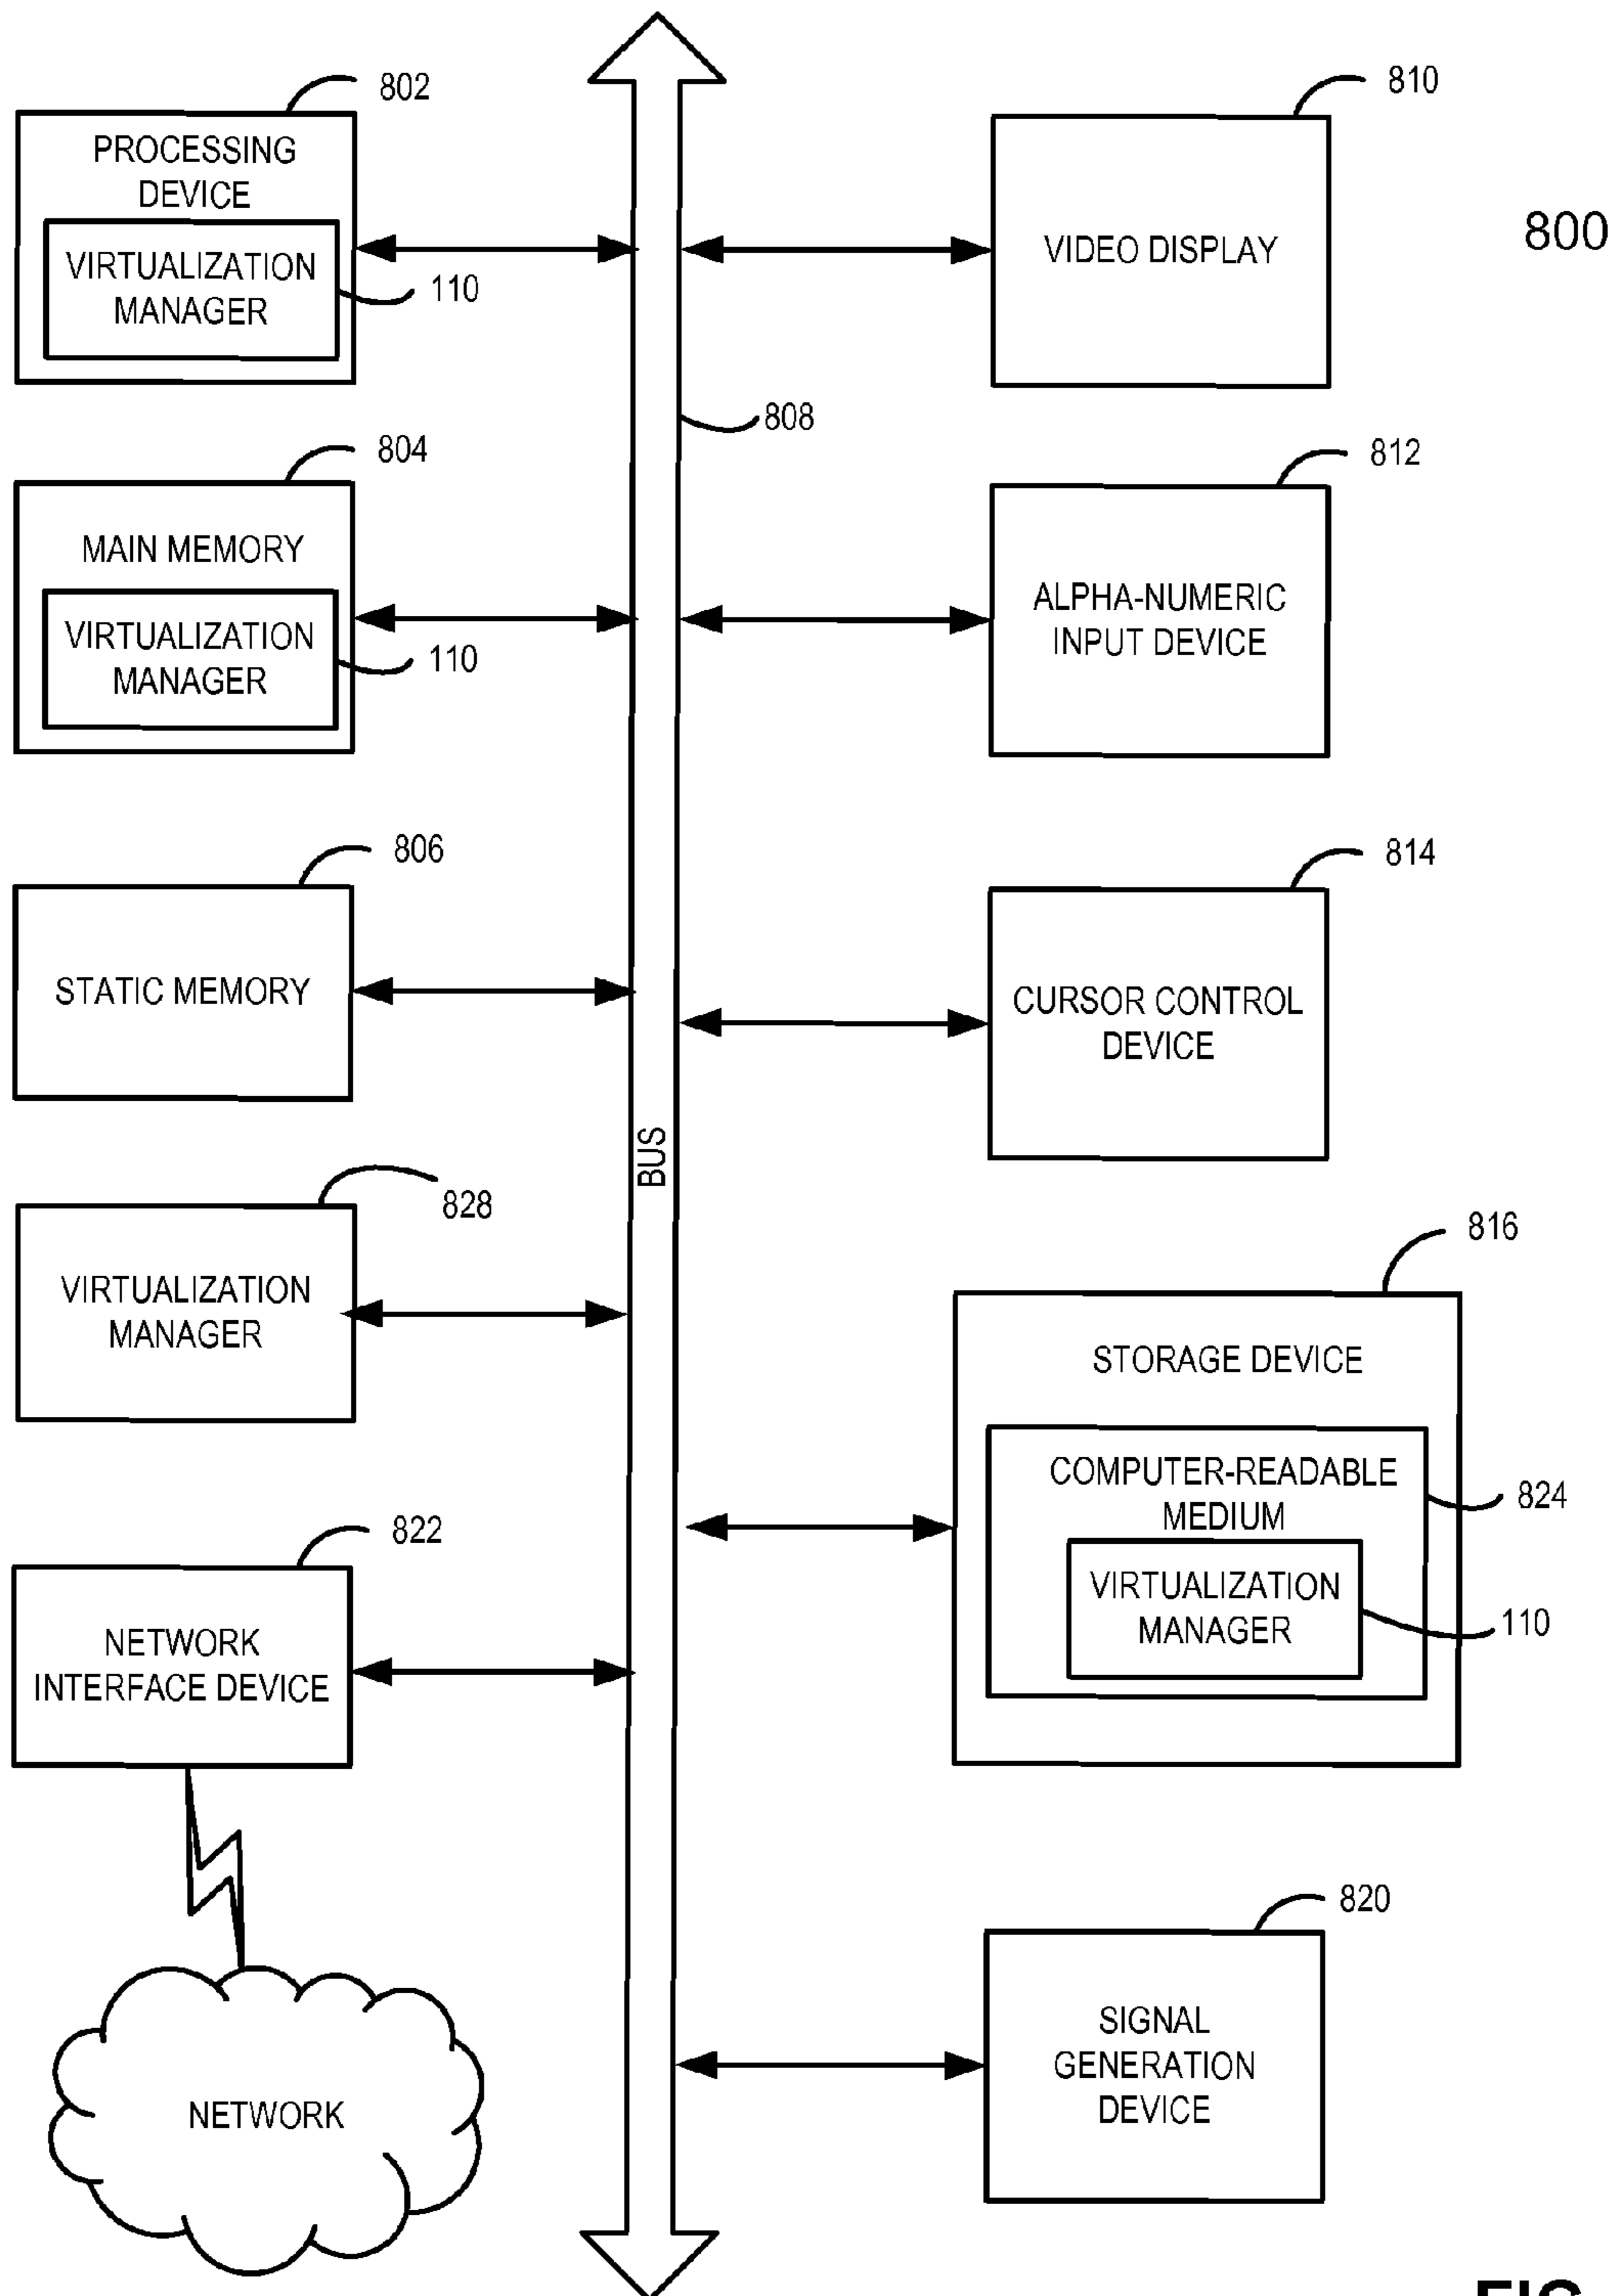 802
PROCESSING
DEVICE
VIRTUALIZATION
MANAGER
110
810
VIDEO DISPLAY
800
808
804
MAIN MEMORY
VIRTUALIZATION
MANAGER
110
812
ALPHA-NUMERIC
INPUT DEVICE
806
STATIC MEMORY
814
CURSOR CONTROL
DEVICE
BUS
828
VIRTUALIZATION
MANAGER
816
STORAGE DEVICE
COMPUTER-READABLE
MEDIUM
824
VIRTUALIZATION
MANAGER
110
822
NETWORK
INTERFACE DEVICE
NETWORK
820
SIGNAL
GENERATION
DEVICE
FIG